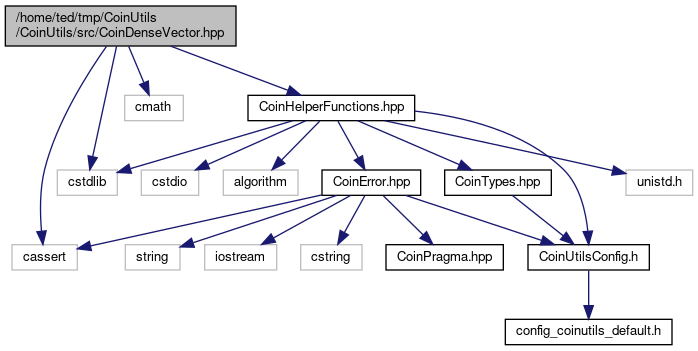 /home/ted/tmp/CoinUtils
/CoinUtils/src/CoinDenseVector.hpp
cmath
CoinHelperFunctions.hpp
cstdlib
cstdio
algorithm
CoinError.hpp
CoinTypes.hpp
unistd.h
cassert
string
iostream
cstring
CoinPragma.hpp
CoinUtilsConfig.h
config_coinutils_default.h